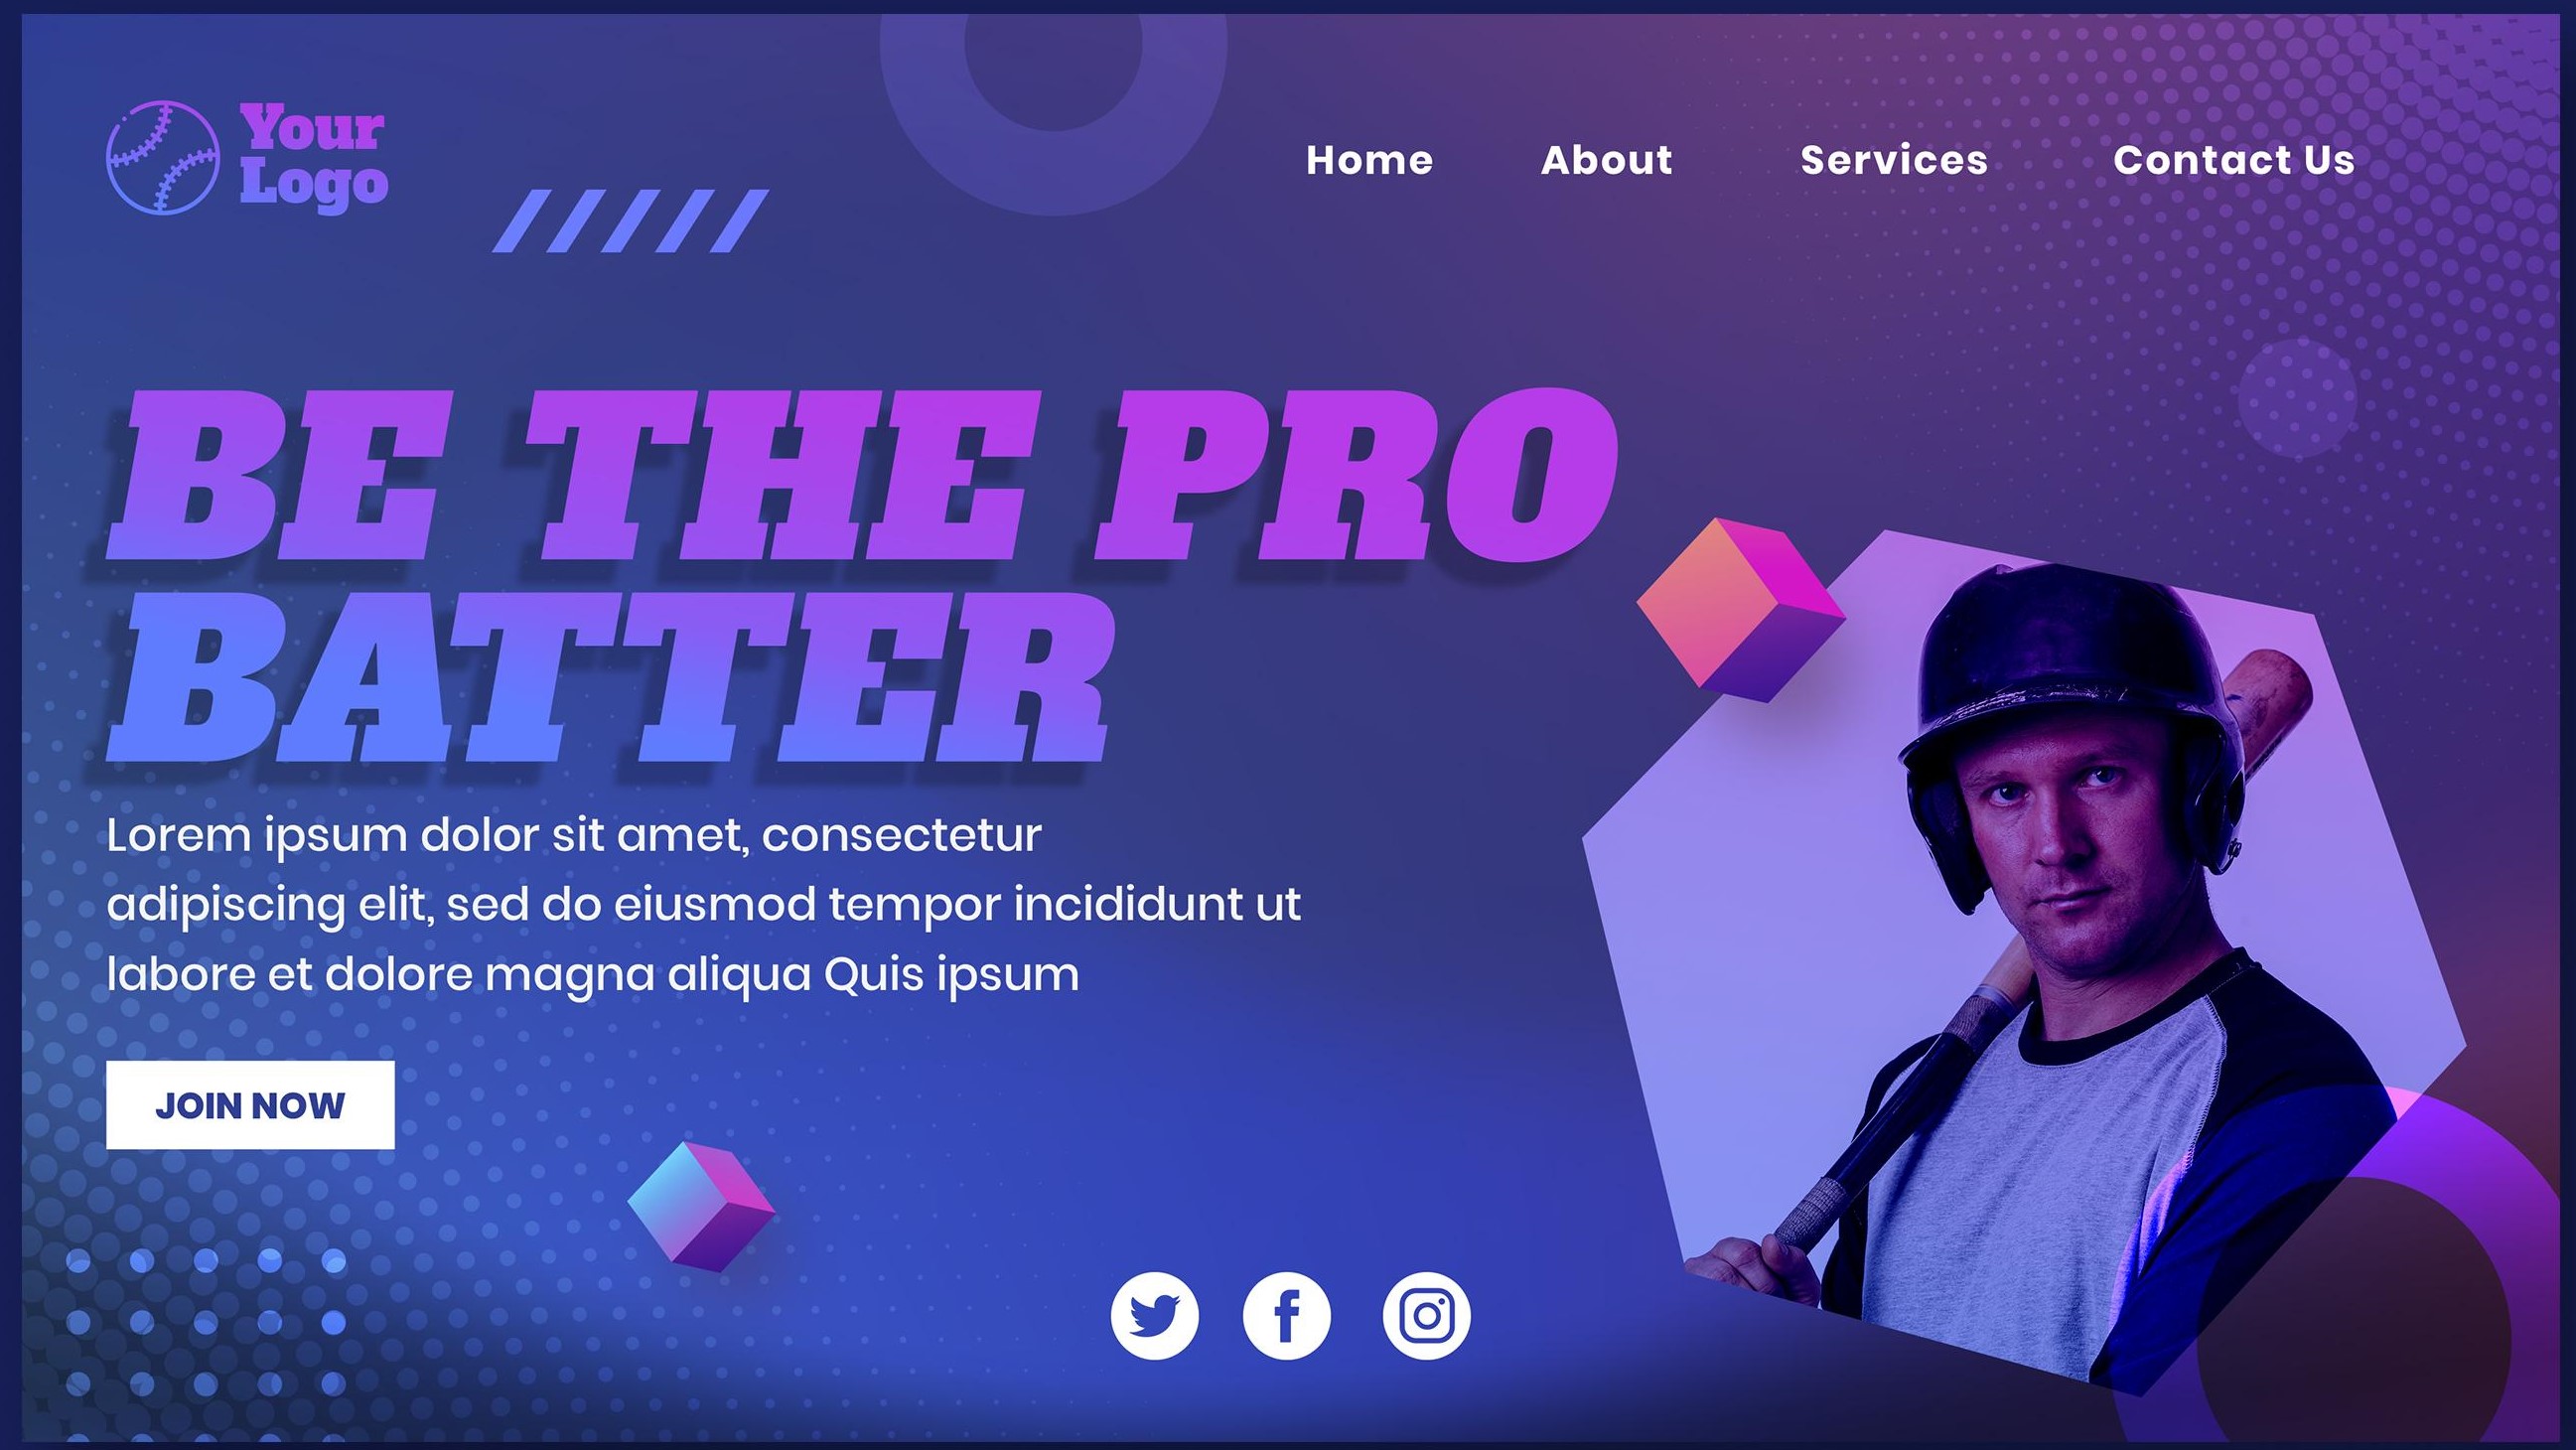 Your
Logo
Home About Services Contact Us
BE THE PRO
BATTER
Lorem ipsum dolor sit amet, consectetur
adipiscing elit, sed do eiusmod tempor incididunt ut
labore et dolore magna aliqua Quis ipsum
JOIN NOW